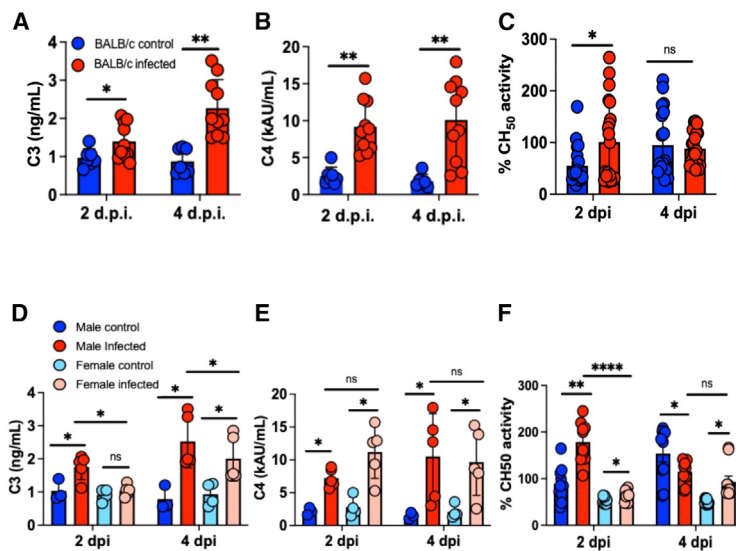 A
BALB/c control
BALB/c infected
C3 (ng/mL)
4
3
2
1
0
*
**
2 d.p.i.
4 d.p.i.
B
C4 (kAU/mL)
20
15
10
5
0
**
**
2 d.p.i.
4 d.p.i.
C
% CH50 activity
300
200
100
0
*
ns
2 dpi
4 dpi
D
Male control
Male Infected
Female control
Female infected
C3 (ng/mL)
4
3
2
1
0
*
*
ns
*
*
*
2 dpi
4 dpi
E
C4 (kAU/mL)
20
15
10
5
0
ns
*
*
ns
*
*
2 dpi
4 dpi
F
% CH50 activity
300
200
100
0
****
**
*
ns
*
*
2 dpi
4 dpi